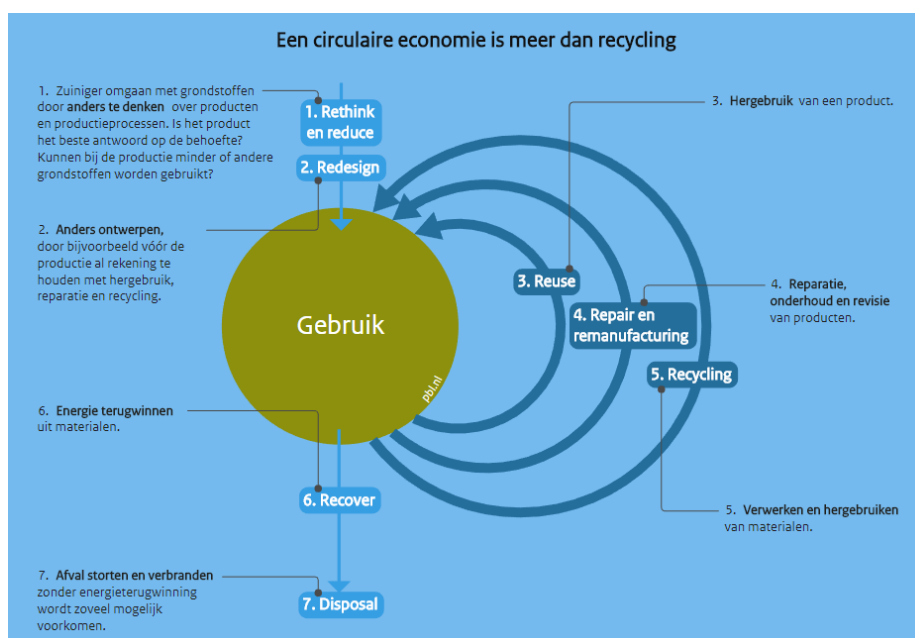 Een circulaire economie is meer dan recycling
1. Zuiniger omgaan met grondstoffen
door anders te denken over producten
en productieprocessen. Is het product
het beste antwoord op de behoefte?
Kunnen bij de productie minder of andere
grondstoffen worden gebruikt?
1. Rethink
en reduce
2. Redesign
3. Hergebruik van een product.
2. Anders ontwerpen,
door bijvoorbeeld vóór de
productie al rekening te
houden met hergebruik,
reparatie en recycling.
3. Reuse
4. Repair en
remanufacturing
4. Reparatie,
onderhoud en revisie
van producten.
Gebruik
5. Recycling
pbl.nl
6. Energie terugwinnen
uit materialen.
6. Recover
5. Verwerken en hergebruiken
van materialen.
7. Afval storten en verbranden
zonder energieterugwinning
wordt zoveel mogelijk
voorkomen.
7. Disposal